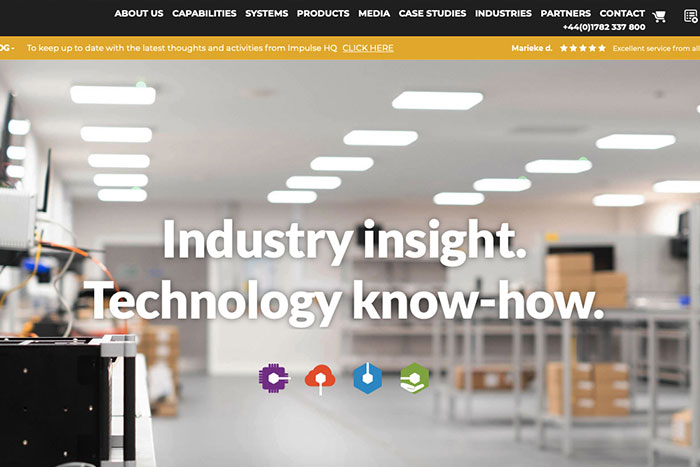 ABOUT US CAPABILITIES SYSTEMS PRODUCTS MEDIA CASE STUDIES INDUSTRIES PARTNERS CONTACT
+44(0)1782 337 800
OG - To keep up to date with the latest thoughts and activities from Impulse HQ CLICK HERE Marieke d. ★★★★★ Excellent service from all
Industry insight.
Technology know-how.